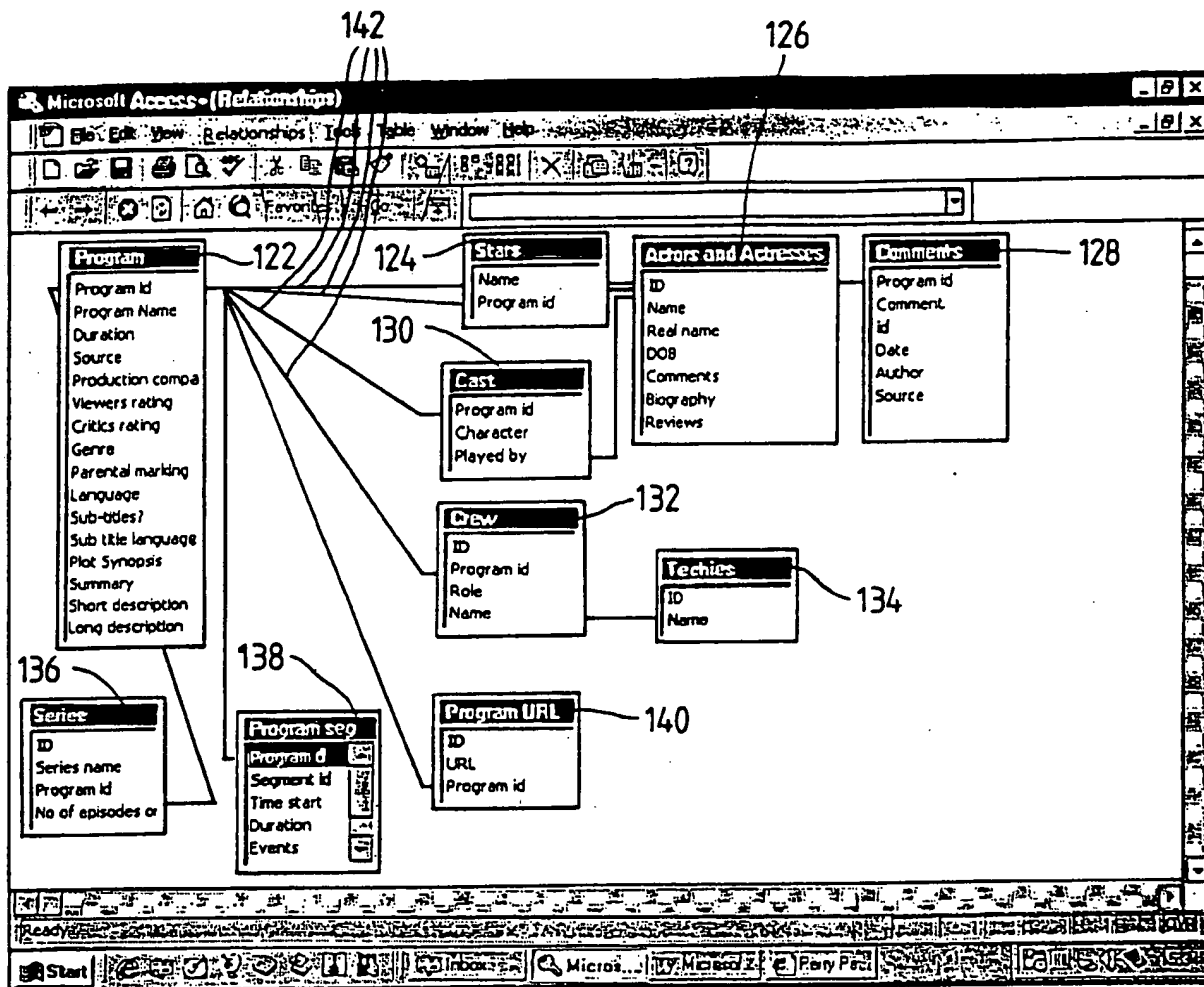 142
126
Microsoft Access - (Relationships)
File Edit View Relationships Tools Table Window Help
Favorites Go
Program
122
Program Id
Program Name
Duration
Source
Production compa
Viewers rating
Critics rating
Genre
Parental marking
Language
Sub-titles?
Sub title language
Plot Synopsis
Summary
Short description
Long description
124
Stars
Name
Program id
Actors and Actresses
ID
Name
Real name
DOB
Comments
Biography
Reviews
Comments
128
Program id
Comment
id
Date
Author
Source
130
Cast
Program id
Character
Played by
Crew
132
ID
Program id
Role
Name
Techies
134
ID
Name
136
Series
ID
Series name
Program Id
No of episodes or
138
Program seg
Program d
Segment id
Time start
Duration
Events
Program URL
140
ID
URL
Program id
Ready
Start
Inbox
Micros...